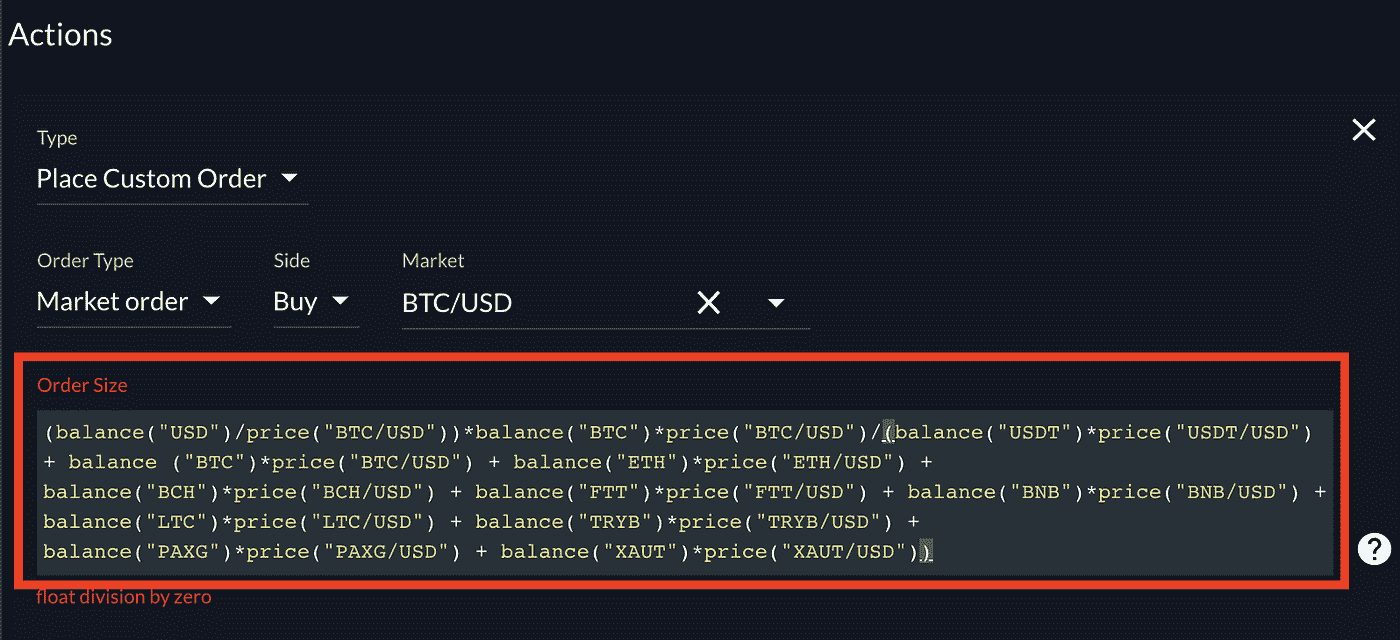 Actions
Type
Place Custom Order
Order Type Side Market
Market order Buy BTC/USD
Order Size
(balance("USD")/price("BTC/USD"))*balance("BTC")*price("BTC/USD")/(balance("USDT")*price("USDT/USD")
+ balance ("BTC")*price("BTC/USD") + balance("ETH")*price("ETH/USD") +
balance("BCH")*price("BCH/USD") + balance("FTT")*price("FTT/USD") + balance("BNB")*price("BNB/USD") +
balance("LTC")*price("LTC/USD") + balance("TRYB")*price("TRYB/USD") +
balance("PAXG")*price("PAXG/USD") + balance("XAUT")*price("XAUT/USD"))
?
float division by zero